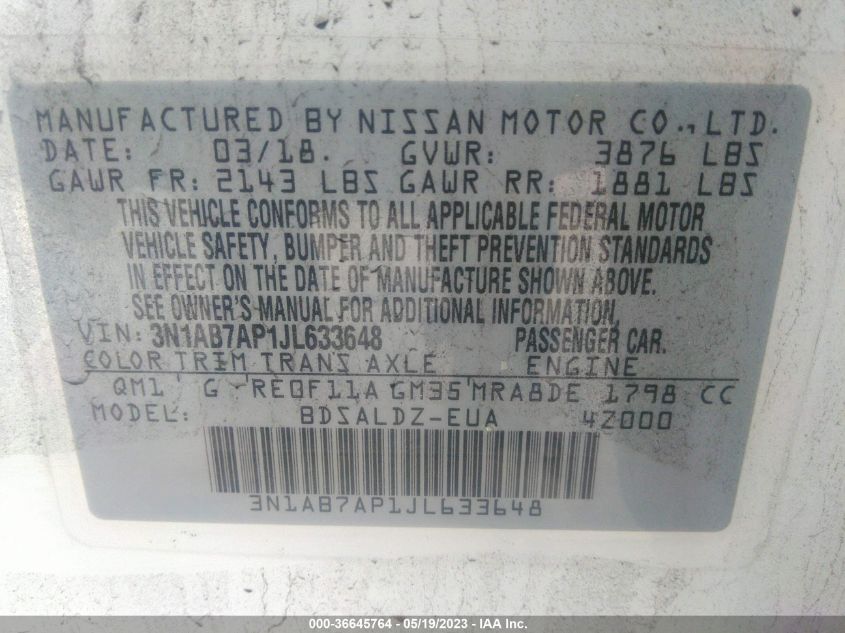 MANUFACTURED BY NISSAN MOTOR CO., LTD.
DATE: 03/18. GVWR: 3876 LBS
GAWR FR: 2143 LBS GAWR RR: 1881 LBS
THIS VEHICLE CONFORMS TO ALL APPLICABLE FEDERAL MOTOR
VEHICLE SAFETY, BUMPER AND THEFT PREVENTION STANDARDS
IN EFFECT ON THE DATE OF MANUFACTURE SHOWN ABOVE.
SEE OWNER'S MANUAL FOR ADDITIONAL INFORMATION,
VIN: 3N1AB7AP1JL633648 PASSENGER CAR.
COLOR TRIM TRANS AXLE ENGINE
QM1 G RE0F11A GM35 MRA8DE 1798 CC
MODEL: BDSALDZ-EUA 4Z000
3N1AB7AP1JL633648
000-36645764 - 05/19/2023 - IAA Inc.